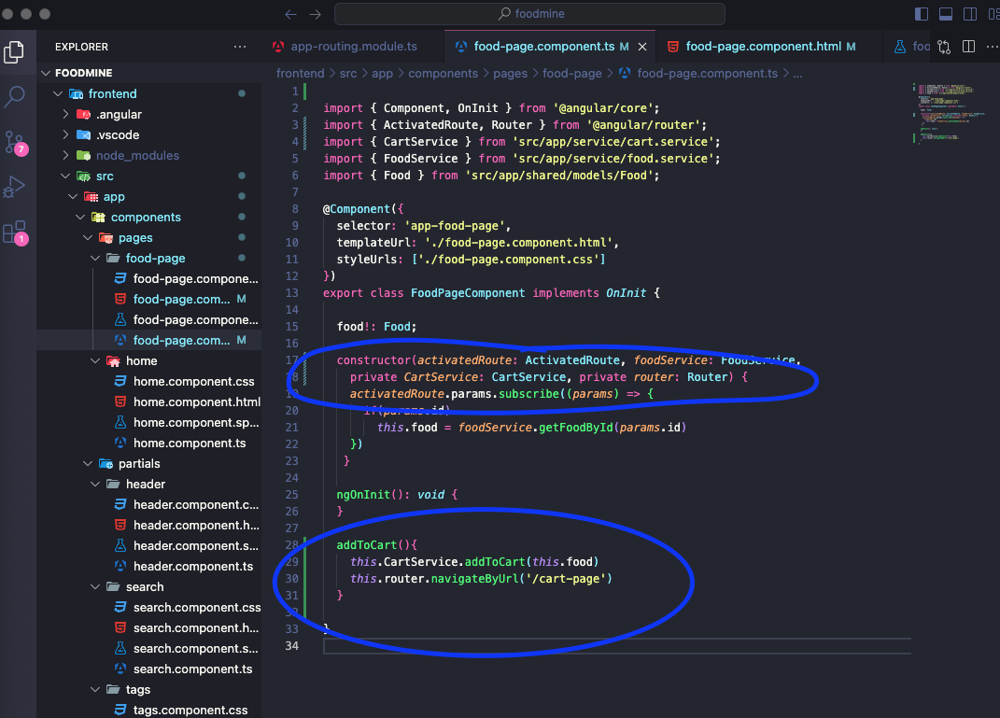 foodmine
EXPLORER
app-routing.module.ts
food-page.component.ts M
food-page.component.html M
foo
FOODMINE
frontend > src > app > components > pages > food-page > food-page.component.ts > ...
frontend
.angular
.vscode
node_modules
src
app
components
pages
food-page
food-page.compone...
food-page.com... M
food-page.compone...
food-page.com... M
home
home.component.css
home.component.html
home.component.sp...
home.component.ts
partials
header
header.component.c...
header.component.h...
header.component.s...
header.component.ts
search
search.component.css
search.component.h...
search.component.s...
search.component.ts
tags
tags.component.css
7
1
1
2 import { Component, OnInit } from '@angular/core';
3 import { ActivatedRoute, Router } from '@angular/router';
4 import { CartService } from 'src/app/service/cart.service';
5 import { FoodService } from 'src/app/service/food.service';
6 import { Food } from 'src/app/shared/models/Food';
7
8 @Component({
9 selector: 'app-food-page',
10 templateUrl: './food-page.component.html',
11 styleUrls: ['./food-page.component.css']
12 })
13 export class FoodPageComponent implements OnInit {
14
15 food!: Food;
16
17 constructor(activatedRoute: ActivatedRoute, foodService: FoodService,
18 private CartService: CartService, private router: Router) {
19 activatedRoute.params.subscribe((params) => {
20 if(params.id)
21 this.food = foodService.getFoodById(params.id)
22 })
23 }
24
25 ngOnInit(): void {
26 }
27
28 addToCart(){
29 this.CartService.addToCart(this.food)
30 this.router.navigateByUrl('/cart-page')
31 }
32
33 }
34